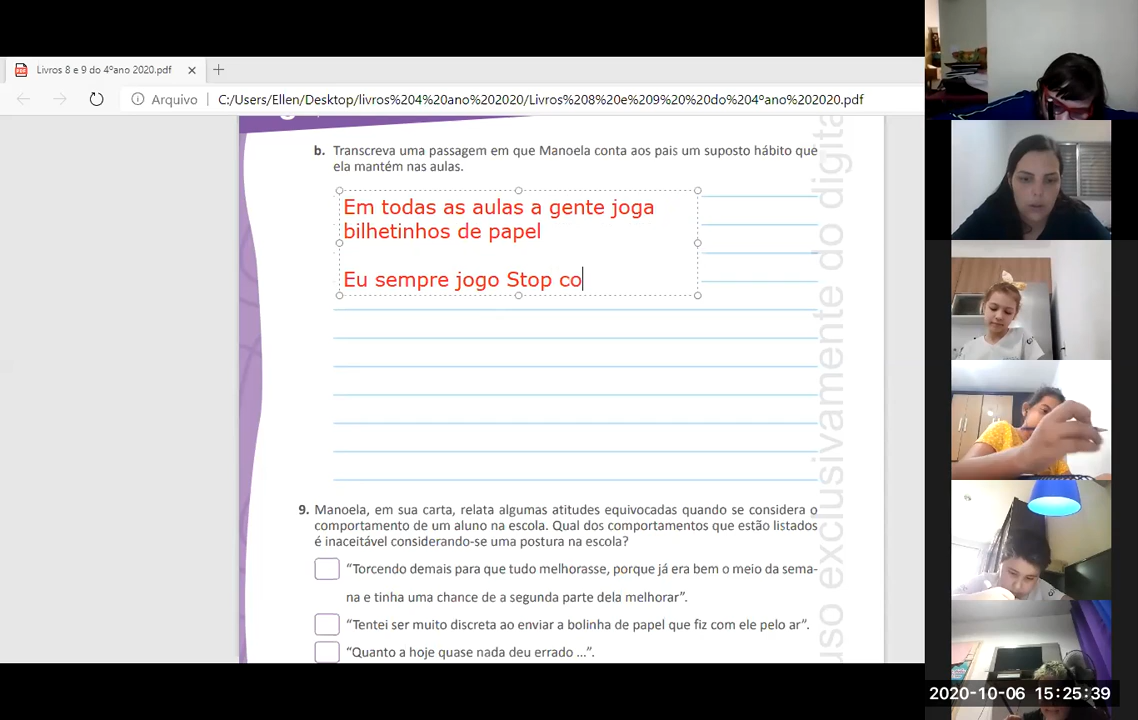 Livros 8 e 9 do 4ºano 2020.pdf
Arquivo C:/Users/Ellen/Desktop/livros%204%20ano%202020/Livros%208%20e%209%20%20do%204ºano%202020.pdf
b. Transcreva uma passagem em que Manoela conta aos pais um suposto hábito que
ela mantém nas aulas.
Em todas as aulas a gente joga
bilhetinhos de papel
Eu sempre jogo Stop co
9. Manoela, em sua carta, relata algumas atitudes equivocadas quando se considera o
comportamento de um aluno na escola. Qual dos comportamentos que estão listados
é inaceitável considerando-se uma postura na escola?
“Torcendo demais para que tudo melhorasse, porque já era bem o meio da sema-
na e tinha uma chance de a segunda parte dela melhorar”.
“Tentei ser muito discreta ao enviar a bolinha de papel que fiz com ele pelo ar”.
“Quanto a hoje quase nada deu errado ...”.
uso exclusivamente do digita
2020-10-06 15:25:39